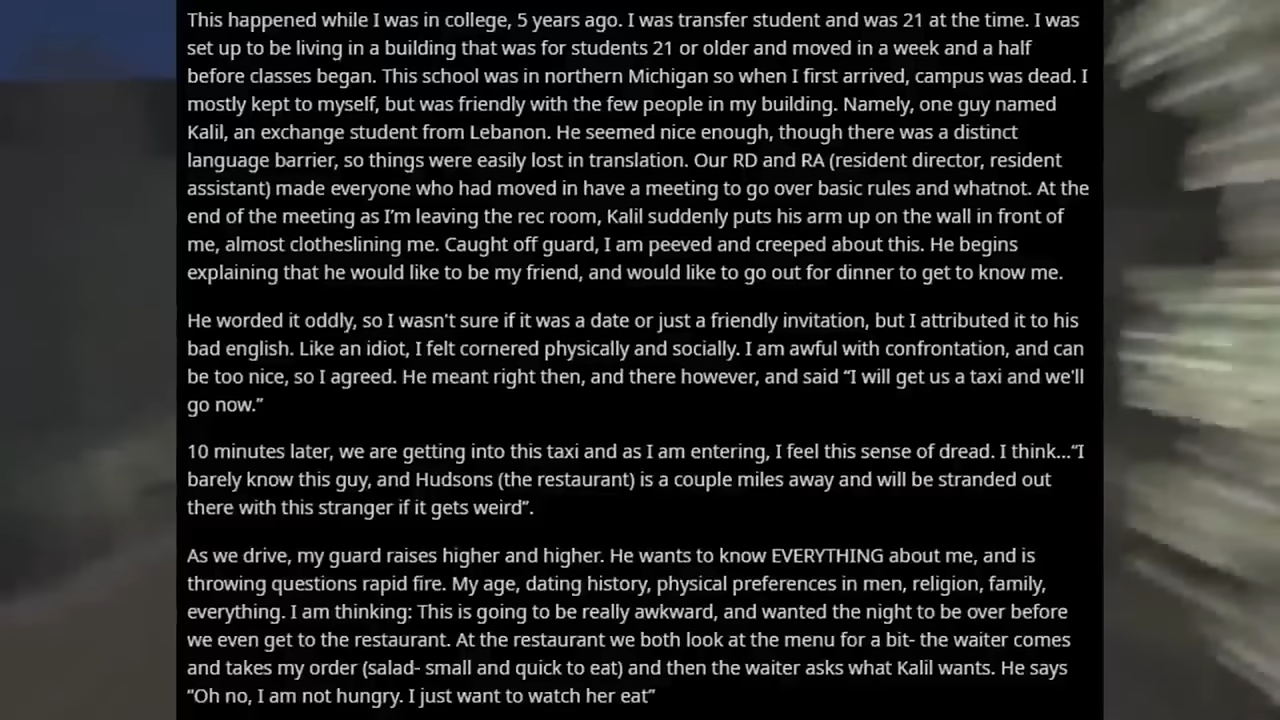 This happened while I was in college, 5 years ago. I was transfer student and was 21 at the time. I was
set up to be living in a building that was for students 21 or older and moved in a week and a half
before classes began. This school was in northern Michigan so when I first arrived, campus was dead. I
mostly kept to myself, but was friendly with the few people in my building. Namely, one guy named
Kalil, an exchange student from Lebanon. He seemed nice enough, though there was a distinct
language barrier, so things were easily lost in translation. Our RD and RA (resident director, resident
assistant) made everyone who had moved in have a meeting to go over basic rules and whatnot. At the
end of the meeting as I’m leaving the rec room, Kalil suddenly puts his arm up on the wall in front of
me, almost clotheslining me. Caught off guard, I am peeved and creeped about this. He begins
explaining that he would like to be my friend, and would like to go out for dinner to get to know me.
He worded it oddly, so I wasn't sure if it was a date or just a friendly invitation, but I attributed it to his
bad english. Like an idiot, I felt cornered physically and socially. I am awful with confrontation, and can
be too nice, so I agreed. He meant right then, and there however, and said “I will get us a taxi and we'll
go now.”
10 minutes later, we are getting into this taxi and as I am entering, I feel this sense of dread. I think...“I
barely know this guy, and Hudsons (the restaurant) is a couple miles away and will be stranded out
there with this stranger if it gets weird”.
As we drive, my guard raises higher and higher. He wants to know EVERYTHING about me, and is
throwing questions rapid fire. My age, dating history, physical preferences in men, religion, family,
everything. I am thinking: This is going to be really awkward, and wanted the night to be over before
we even get to the restaurant. At the restaurant we both look at the menu for a bit- the waiter comes
and takes my order (salad- small and quick to eat) and then the waiter asks what Kalil wants. He says
“Oh no, I am not hungry. I just want to watch her eat”